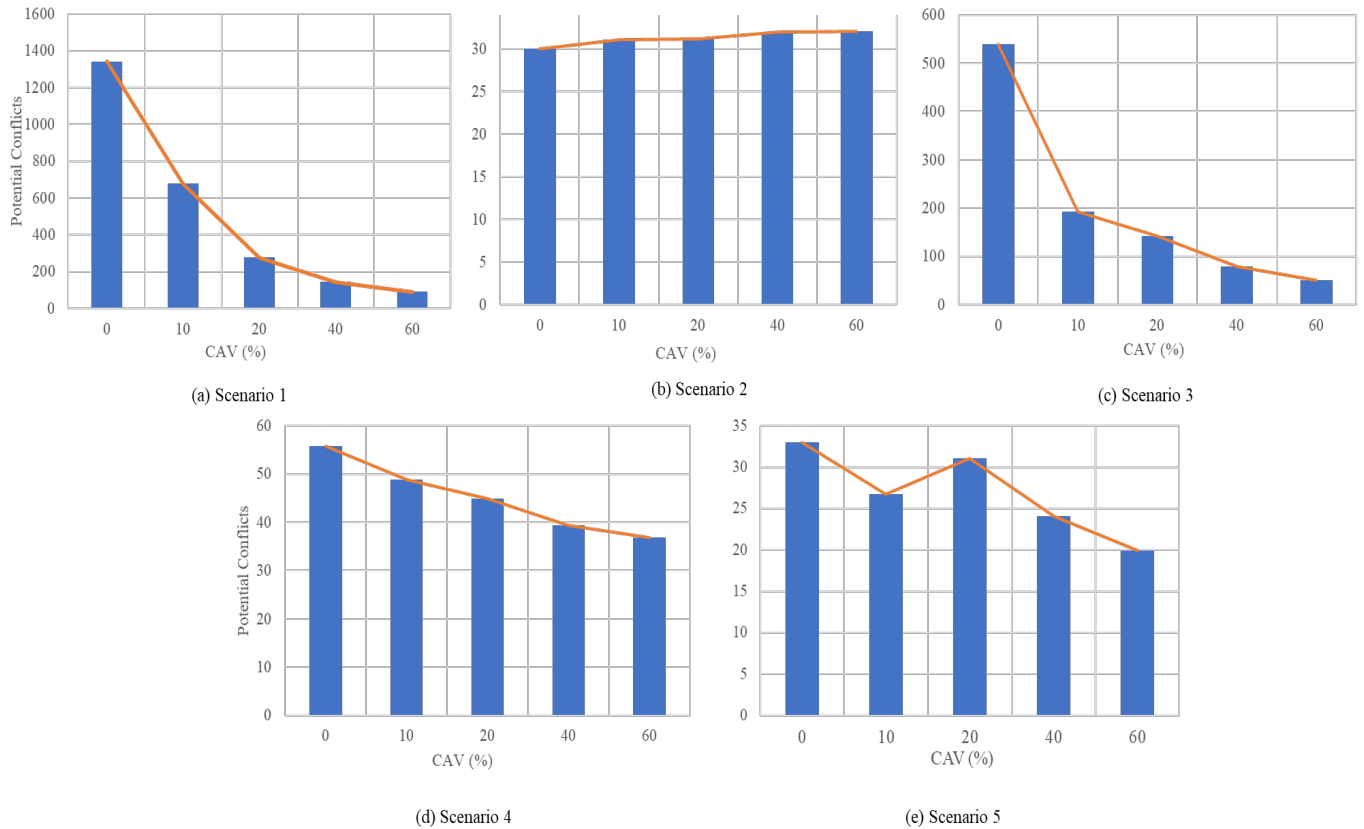 1600
1400
1200
1000
800
600
400
200
0
Potential Conflicts
0 10 20 40 60
CAV (%)
(a) Scenario 1
30
25
20
15
10
5
0
0 10 20 40 60
CAV (%)
(b) Scenario 2
600
500
400
300
200
100
0
0 10 20 40 60
CAV (%)
(c) Scenario 3
60
50
40
30
20
10
0
Potential Conflicts
0 10 20 40 60
CAV (%)
(d) Scenario 4
35
30
25
20
15
10
5
0
0 10 20 40 60
CAV (%)
(e) Scenario 5